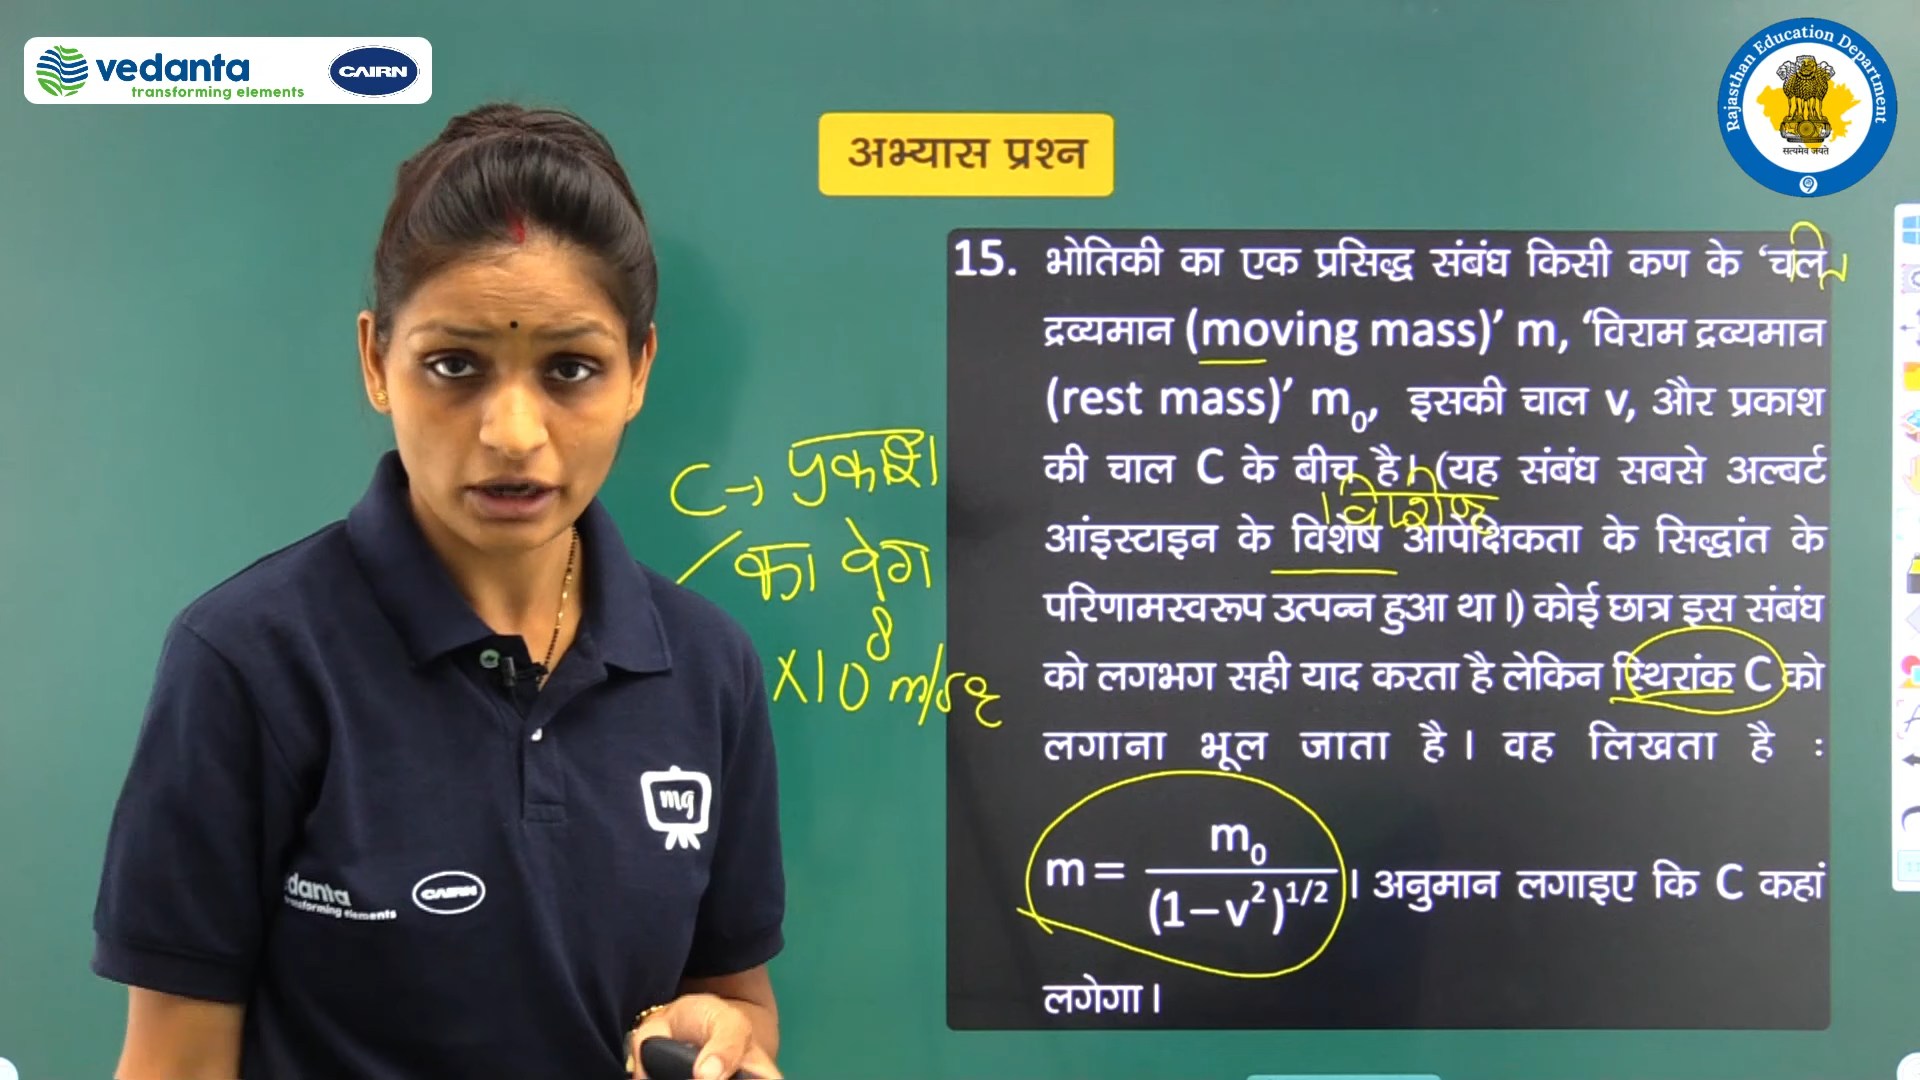 vedanta
transforming elements
CAIRN
Rajasthan Education Department
सत्यमेव जयते
अभ्यास प्रश्न
15. भोतिकी का एक प्रसिद्ध संबंध किसी कण के ‘चलित
द्रव्यमान (moving mass)’ m, ‘विराम द्रव्यमान
(rest mass)’ m₀, इसकी चाल v, और प्रकाश
की चाल C के बीच है। (यह संबंध सबसे अल्बर्ट
आंइस्टाइन के विशेष आपेक्षिकता के सिद्धांत के
परिणामस्वरूप उत्पन्न हुआ था।) कोई छात्र इस संबंध
को लगभग सही याद करता है लेकिन स्थिरांक C को
लगाना भूल जाता है। वह लिखता है :
m = m₀ / (1 – v²)^1/2 । अनुमान लगाइए कि C कहां
लगेगा।
C → प्रकाश
का वेग
×10⁸ m/s
mg
danta
nsforming elements
CAIRN